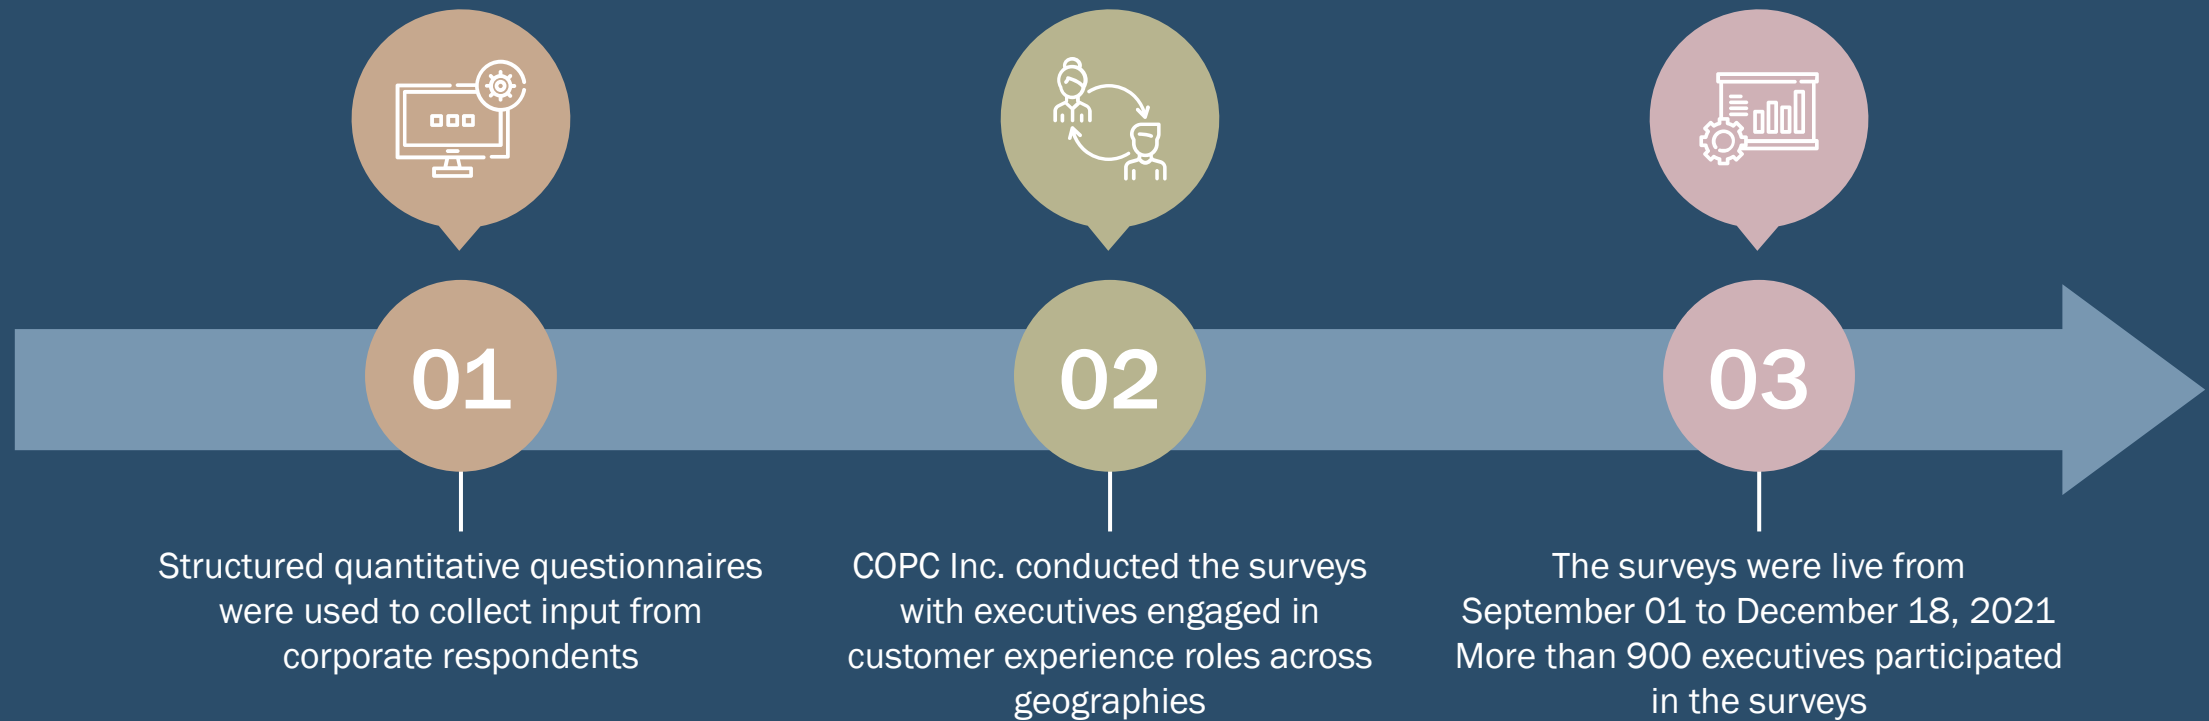 01
02
03
Structured quantitative questionnaires
were used to collect input from
corporate respondents
COPC Inc. conducted the surveys
with executives engaged in
customer experience roles across
geographies
The surveys were live from
September 01 to December 18, 2021
More than 900 executives participated
in the surveys